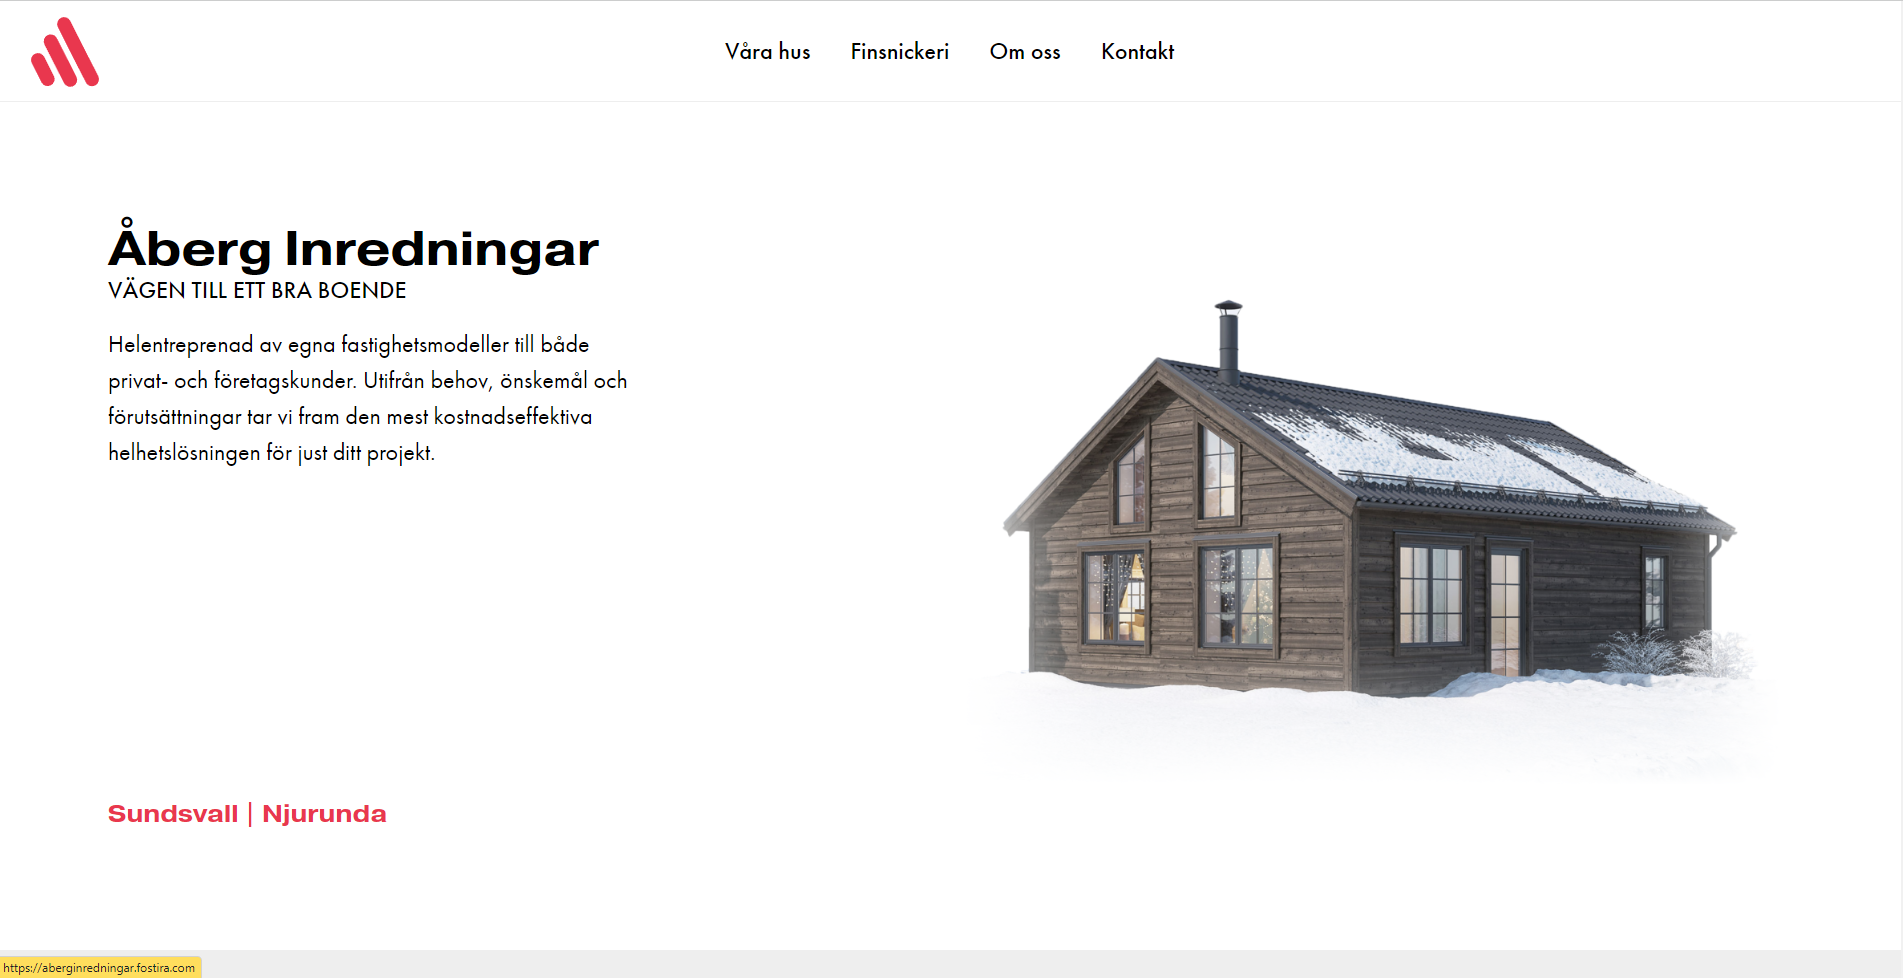 Våra hus Finsnickeri Om oss Kontakt
Åberg Inredningar
VÄGEN TILL ETT BRA BOENDE
Helentreprenad av egna fastighetsmodeller till både
privat- och företagskunder. Utifrån behov, önskemål och
förutsättningar tar vi fram den mest kostnadseffektiva
helhetslösningen för just ditt projekt.
Sundsvall | Njurunda
https://aberginredningar.fostira.com